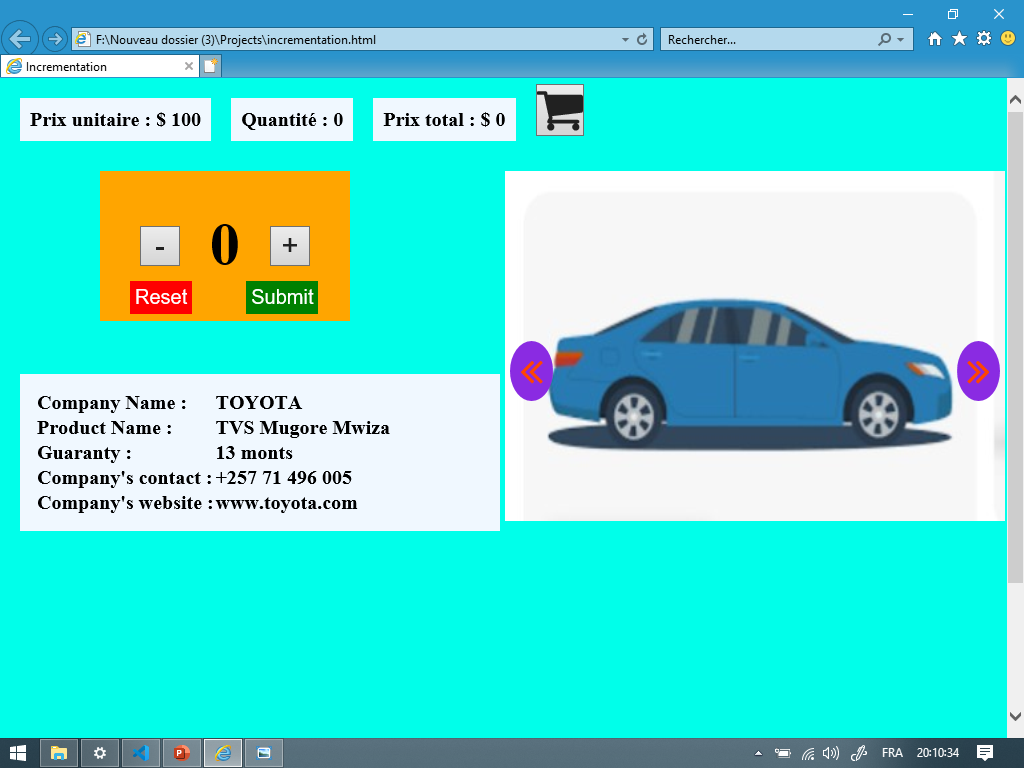 F:\Nouveau dossier (3)\Projects\incrementation.html
Rechercher...
Incrementation
Prix unitaire : $ 100
Quantité : 0
Prix total : $ 0
- 0 +
Reset Submit
Company Name : TOYOTA
Product Name : TVS Mugore Mwiza
Guaranty : 13 monts
Company's contact : +257 71 496 005
Company's website : www.toyota.com
FRA 20:10:34